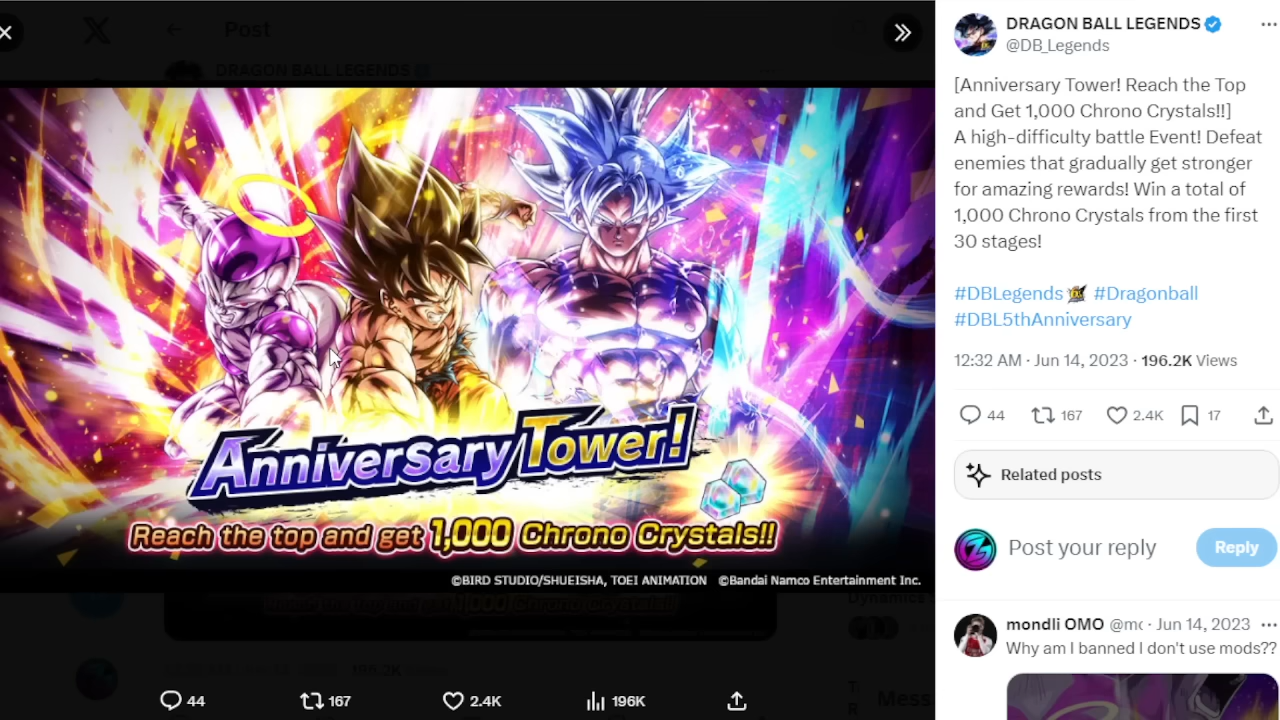 Post
DRAGON BALL LEGENDS
Anniversary Tower!
Reach the top and get 1,000 Chrono Crystals!!
©BIRD STUDIO/SHUEISHA, TOEI ANIMATION ©Bandai Namco Entertainment Inc.
44 167 2.4K 196K
DRAGON BALL LEGENDS
@DB_Legends
[Anniversary Tower! Reach the Top
and Get 1,000 Chrono Crystals!!]
A high-difficulty battle Event! Defeat
enemies that gradually get stronger
for amazing rewards! Win a total of
1,000 Chrono Crystals from the first
30 stages!
#DBLegends #Dragonball
#DBL5thAnniversary
12:32 AM · Jun 14, 2023 · 196.2K Views
44 167 2.4K 17
Related posts
Post your reply
Reply
mondli OMO @mc · Jun 14, 2023
Why am I banned I don't use mods??